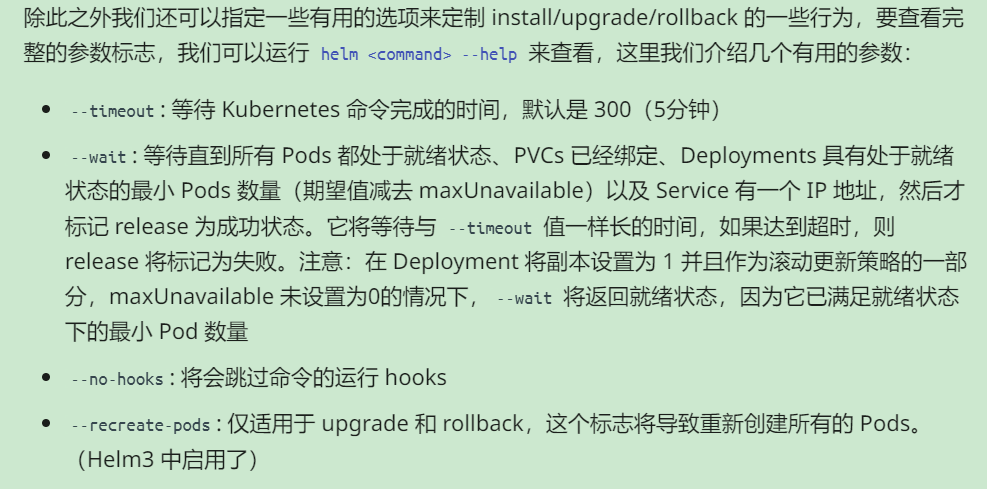 除此之外我们还可以指定一些有用的选项来定制 install/upgrade/rollback 的一些行为，要查看完
整的参数标志，我们可以运行 helm <command> --help 来查看，这里我们介绍几个有用的参数：
--timeout：等待 Kubernetes 命令完成的时间，默认是 300（5分钟）
--wait：等待直到所有 Pods 都处于就绪状态、PVCs 已经绑定、Deployments 具有处于就绪
状态的最小 Pods 数量（期望值减去 maxUnavailable）以及 Service 有一个 IP 地址，然后才
标记 release 为成功状态。它将等待与 --timeout 值一样长的时间，如果达到超时，则
release 将标记为失败。注意：在 Deployment 将副本设置为 1 并且作为滚动更新策略的一部
分，maxUnavailable 未设置为0的情况下，--wait 将返回就绪状态，因为它已满足就绪状态
下的最小 Pod 数量
--no-hooks：将会跳过命令的运行 hooks
--recreate-pods：仅适用于 upgrade 和 rollback，这个标志将导致重新创建所有的 Pods。
（Helm3 中启用了）